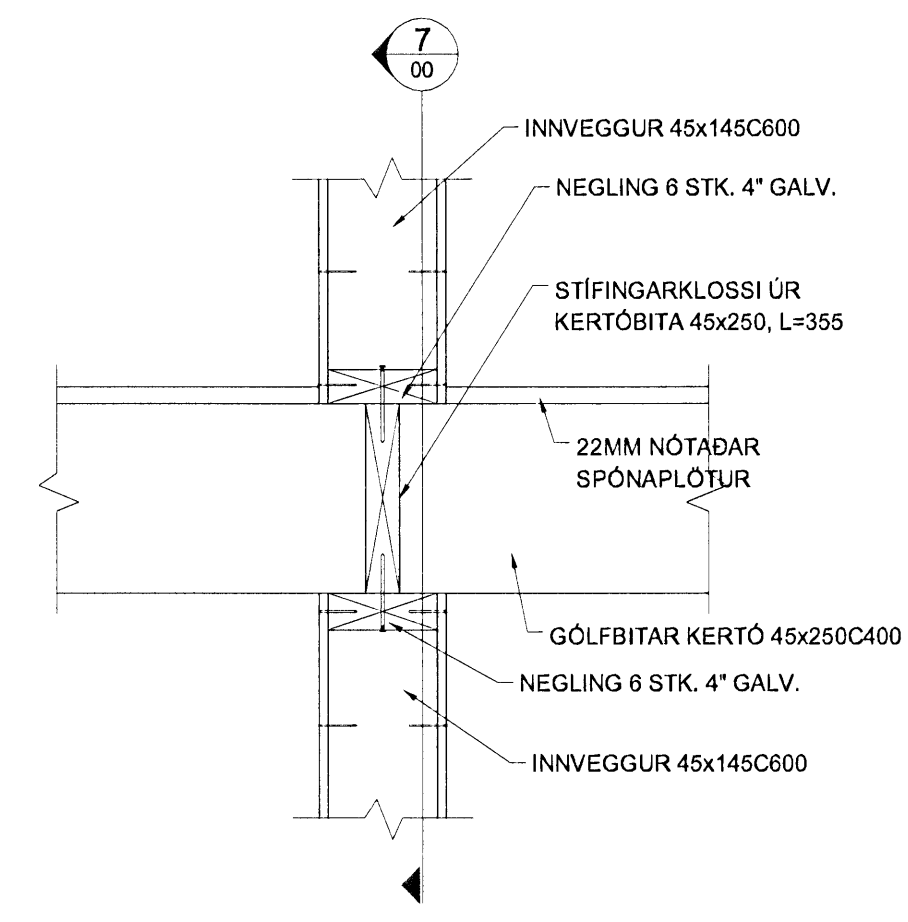 7
00
INNVEGGUR 45x145C600
NEGLING 6 STK. 4" GALV.
STÍFINGARKLOSSI ÚR
KERTÓBITA 45x250, L=355
22MM NÓTAÐAR
SPÓNAPLÖTUR
GÓLFBITAR KERTÓ 45x250C400
NEGLING 6 STK. 4" GALV.
INNVEGGUR 45x145C600